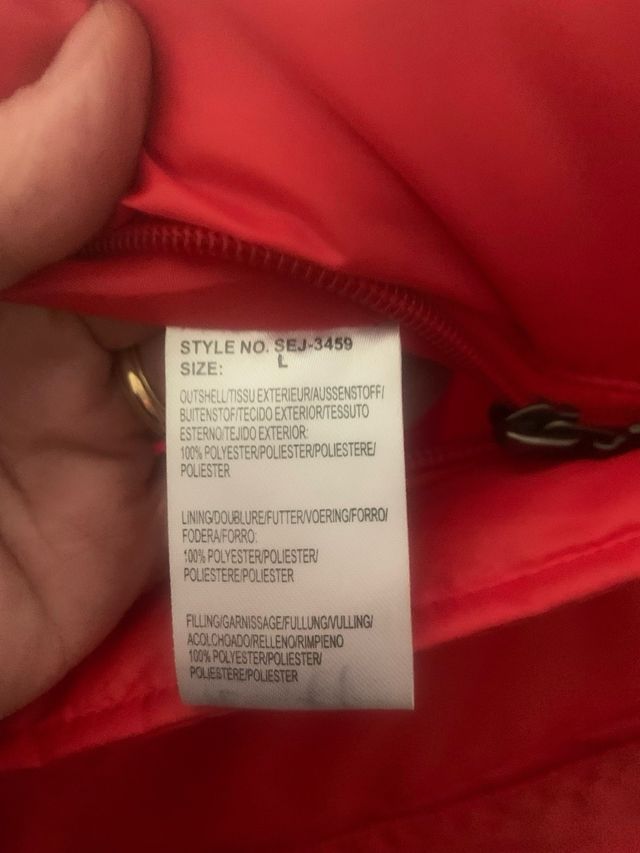 STYLE NO. SEJ-3459
SIZE: L
OUTSHELL/TISSU EXTERIEUR/AUSSENSTOFF/
BUITENSTOF/TECIDO EXTERIOR/TESSUTO
ESTERNO/TEJIDO EXTERIOR:
100% POLYESTER/POLIESTER/POLIESTERE/
POLIESTER
LINING/DOUBLURE/FUTTER/VOERING/FORRO/
FODERA/FORRO:
100% POLYESTER/POLIESTER/
POLIESTERE/POLIESTER
FILLING/GARNISSAGE/FULLUNG/VULLING/
ACOLCHOADO/RELLENO/RIMPIENO
100% POLYESTER/POLIESTER/
POLIESTERE/POLIESTER